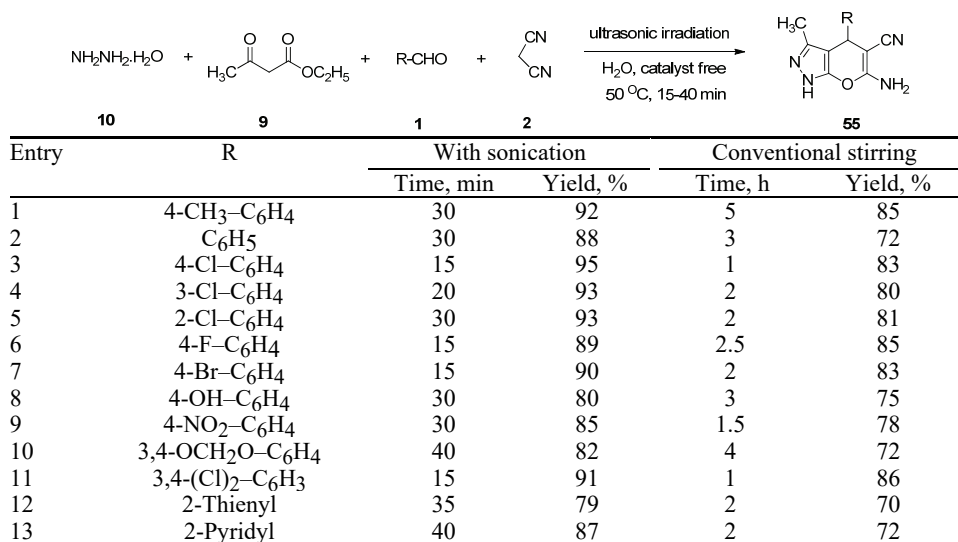 NH2NH2.H2O + H3C O O OC2H5 + R-CHO + CN CN ultrasonic irradiation H2O, catalyst free 50 OC, 15-40 min H3C R CN N NH O NH2
10 9 1 2 55
Entry R With sonication Conventional stirring
Time, min Yield, % Time, h Yield, %
1 4-CH3–C6H4 30 92 5 85
2 C6H5 30 88 3 72
3 4-Cl–C6H4 15 95 1 83
4 3-Cl–C6H4 20 93 2 80
5 2-Cl–C6H4 30 93 2 81
6 4-F–C6H4 15 89 2.5 85
7 4-Br–C6H4 15 90 2 83
8 4-OH–C6H4 30 80 3 75
9 4-NO2–C6H4 30 85 1.5 78
10 3,4-OCH2O–C6H4 40 82 4 72
11 3,4-(Cl)2–C6H3 15 91 1 86
12 2-Thienyl 35 79 2 70
13 2-Pyridyl 40 87 2 72